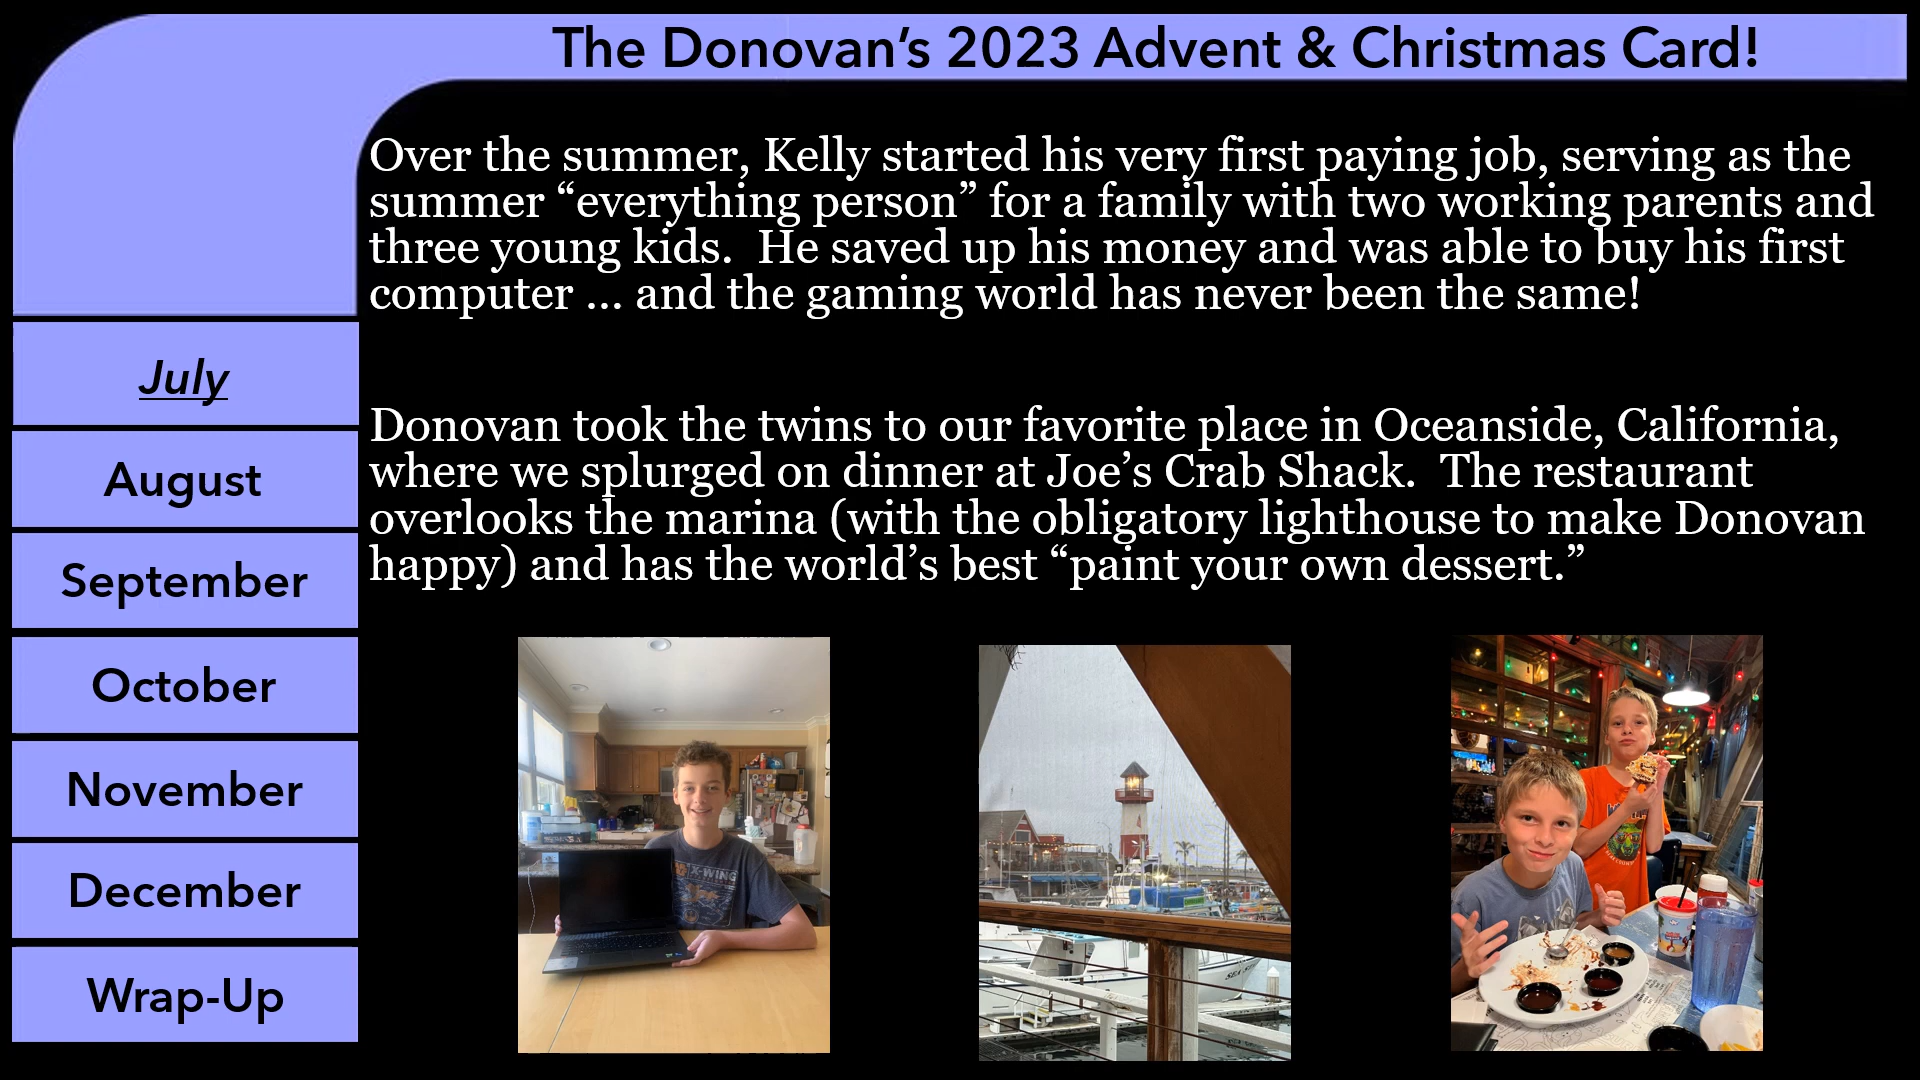 The Donovan’s 2023 Advent & Christmas Card!
Over the summer, Kelly started his very first paying job, serving as the
summer “everything person” for a family with two working parents and
three young kids.  He saved up his money and was able to buy his first
computer … and the gaming world has never been the same!
Donovan took the twins to our favorite place in Oceanside, California,
where we splurged on dinner at Joe’s Crab Shack.  The restaurant
overlooks the marina (with the obligatory lighthouse to make Donovan
happy) and has the world’s best “paint your own dessert.”
July
August
September
October
November
December
Wrap-Up
X-WING